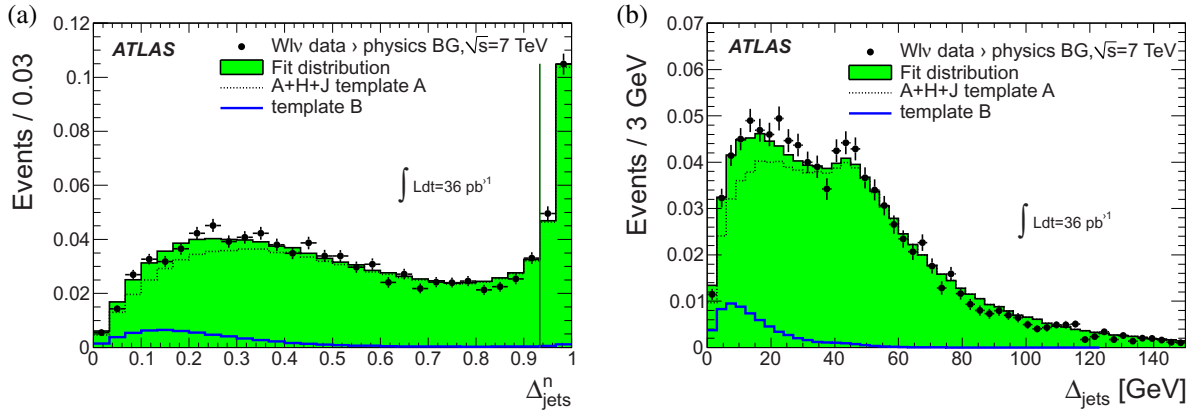 (a)
Events / 0.03
0.12
0.1
0.08
0.06
0.04
0.02
0
ATLAS
Wlν data › physics BG,√s=7 TeV
Fit distribution
A+H+J template A
template B
∫ Ldt=36 pb›1
0 0.1 0.2 0.3 0.4 0.5 0.6 0.7 0.8 0.9 1
Δⁿjets
(b)
Events / 3 GeV
0.07
0.06
0.05
0.04
0.03
0.02
0.01
0
ATLAS
Wlν data › physics BG,√s=7 TeV
Fit distribution
A+H+J template A
template B
∫ Ldt=36 pb›1
0 20 40 60 80 100 120 140
Δjets [GeV]